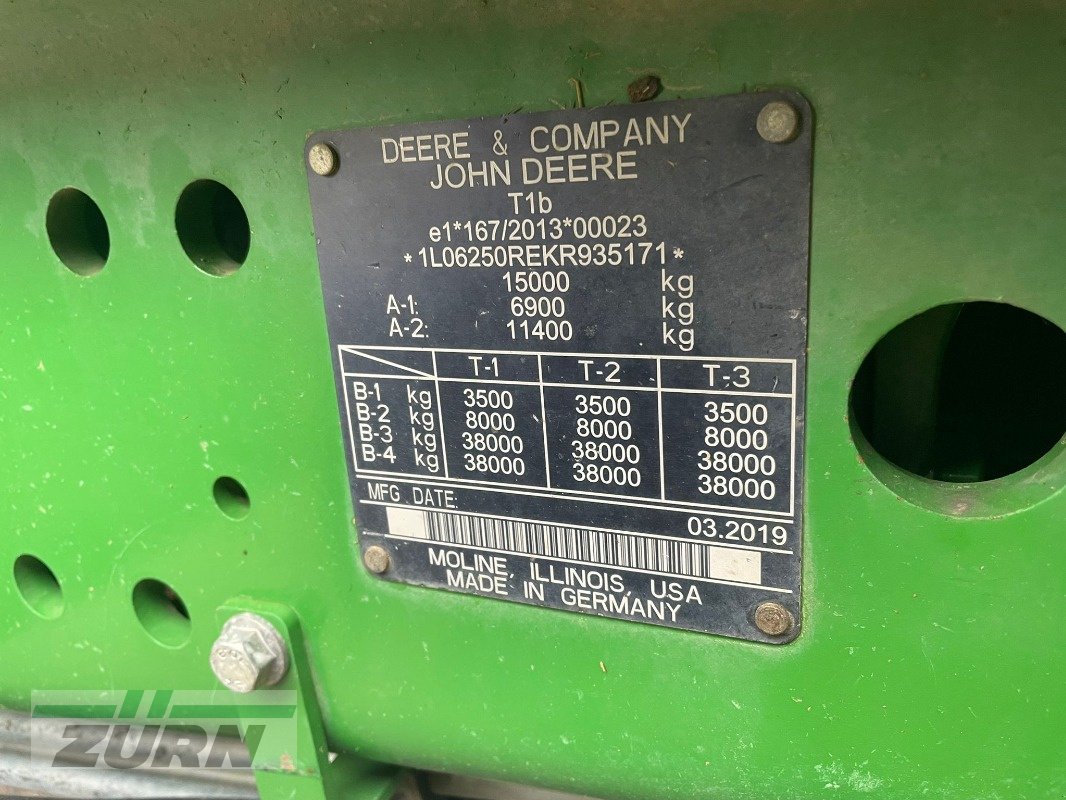 DEERE & COMPANY
JOHN DEERE
T1b
e1*167/2013*00023
*1L06250REKR935171*
15000 kg
A-1: 6900 kg
A-2: 11400 kg
T-1 T-2 T-3
B-1 kg 3500 3500 3500
B-2 kg 8000 8000 8000
B-3 kg 38000 38000 38000
B-4 kg 38000 38000 38000
MFG DATE:
03.2019
MOLINE, ILLINOIS, USA
MADE IN GERMANY
ZÜRN